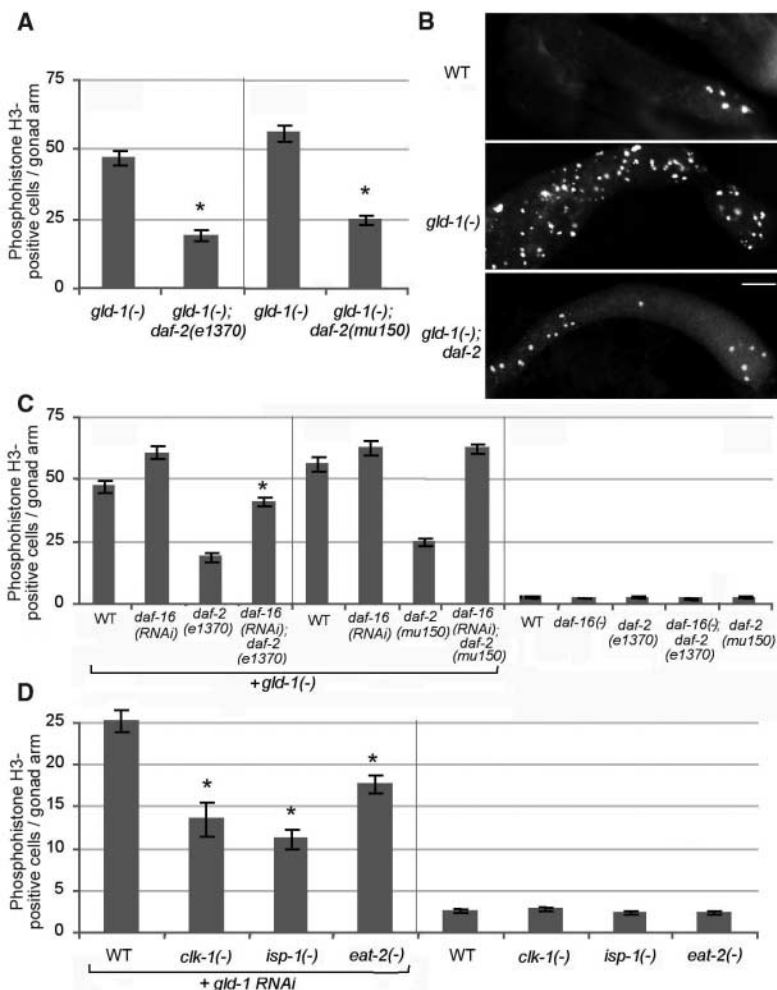 A
Phosphohistone H3-
positive cells / gonad arm
75
50
25
0
gld-1(-)
gld-1(-);
daf-2(e1370)
gld-1(-)
gld-1(-);
daf-2(mu150)
*
*
B
WT
gld-1(-)
gld-1(-);
daf-2
C
Phosphohistone H3-
positive cells / gonad arm
75
50
25
0
*
WT
daf-16
(RNAi)
daf-2
(e1370)
daf-16
(RNAi);
daf-2
(e1370)
WT
daf-16
(RNAi)
daf-2
(mu150)
daf-16
(RNAi);
daf-2
(mu150)
WT
daf-16(-)
daf-2
(e1370)
daf-16(-);
daf-2
(e1370)
daf-2
(mu150)
+gld-1(-)
D
Phosphohistone H3-
positive cells / gonad arm
25
20
15
10
5
0
*
*
*
WT
clk-1(-)
isp-1(-)
eat-2(-)
WT
clk-1(-)
isp-1(-)
eat-2(-)
+ gld-1 RNAi